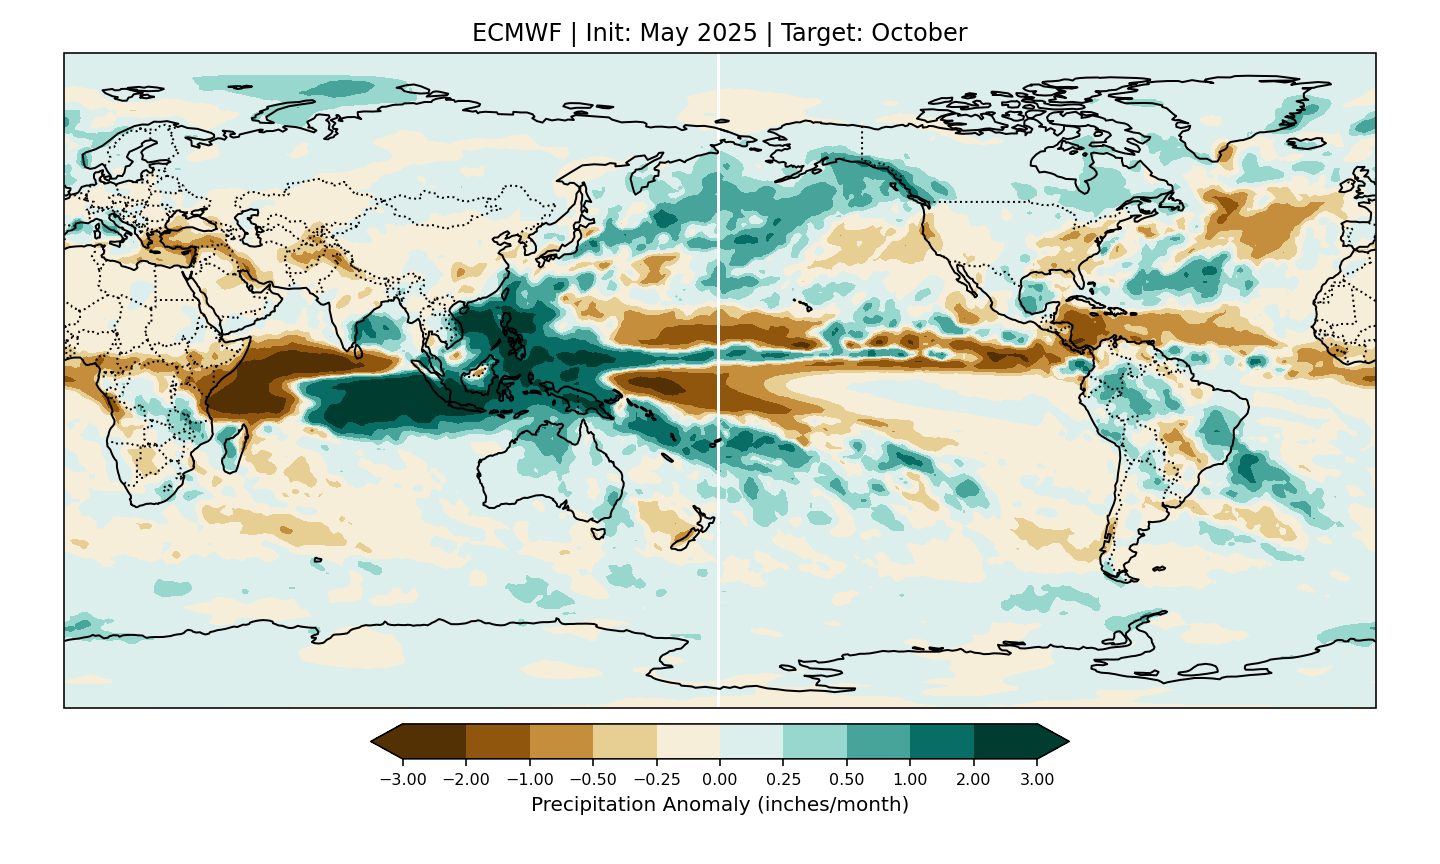 ECMWF | Init: May 2025 | Target: October
−3.00 −2.00 −1.00 −0.50 −0.25 0.00 0.25 0.50 1.00 2.00 3.00
Precipitation Anomaly (inches/month)